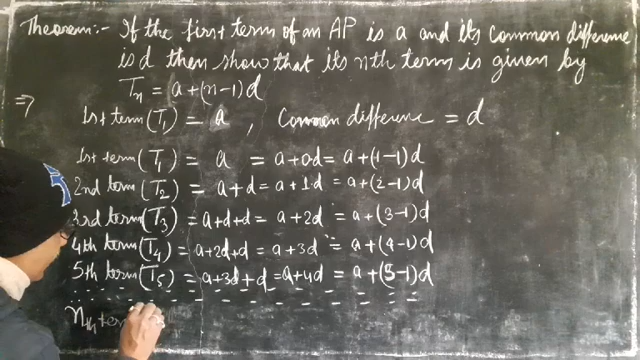 Theorem:- If the first term of an AP is a and its common difference
is d then show that its nth term is given by
Tn = a+(n-1)d
⇒
1st term (T1) = a , Common difference = d
1st term (T1) = a = a+0d = a+(1-1)d
2nd term (T2) = a+d = a+1d = a+(2-1)d
3rd term (T3) = a+d+d = a+2d = a+(3-1)d
4th term (T4) = a+2d+d = a+3d = a+(4-1)d
5th term (T5) = a+3d+d = a+4d = a+(5-1)d
nth ter